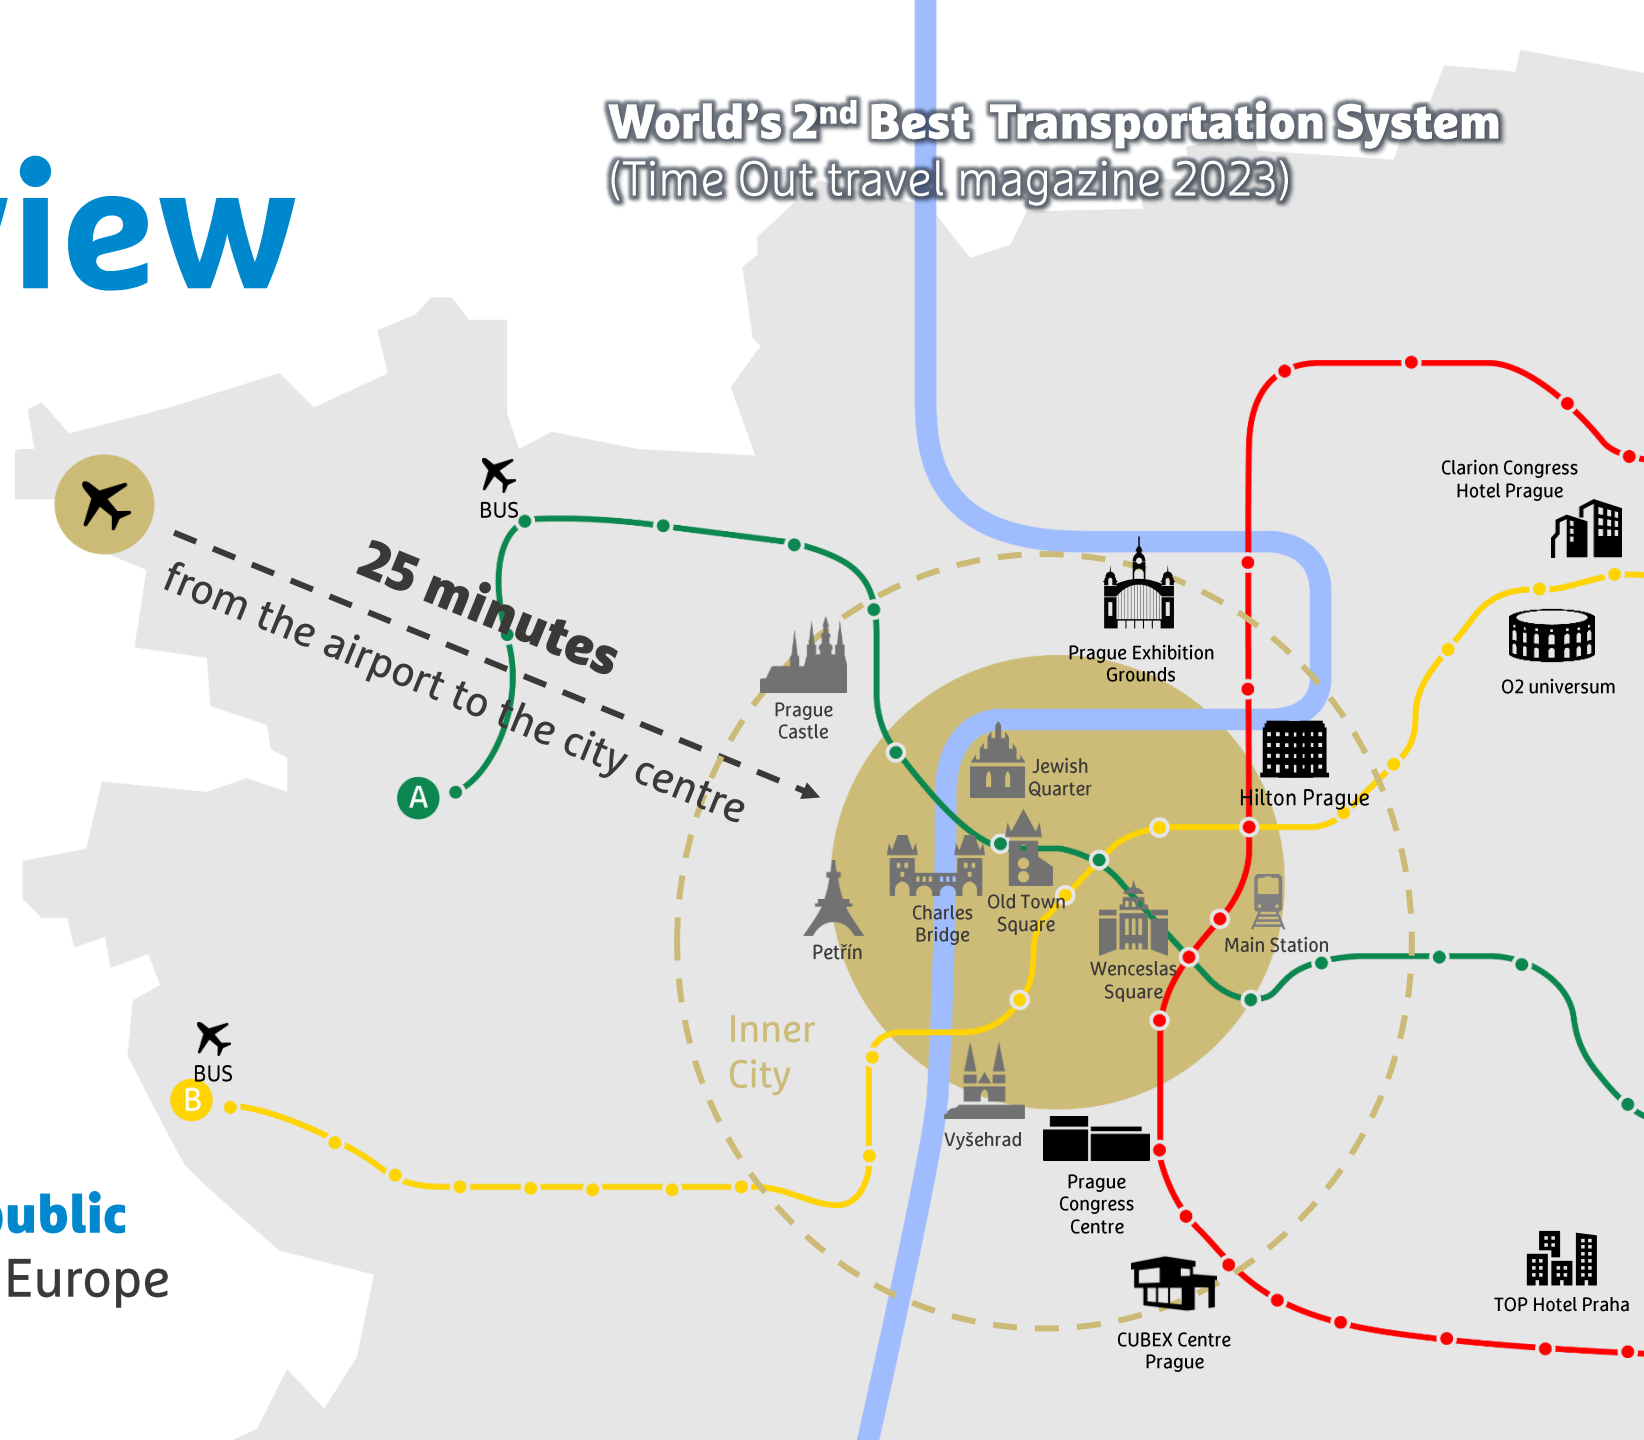 World's 2nd Best Transportation System
(Time Out travel magazine 2023)
view
Clarion Congress
Hotel Prague
BUS
25 minutes
from the airport to the city centre
Prague Exhibition
Grounds
O2 universum
Prague
Castle
Jewish
Quarter
Hilton Prague
A
Old Town
Square
Charles
Bridge
Petřín
Main Station
Wenceslas
Square
Inner
City
BUS
B
Vyšehrad
Prague
Congress
Centre
public
Europe
TOP Hotel Praha
CUBEX Centre
Prague